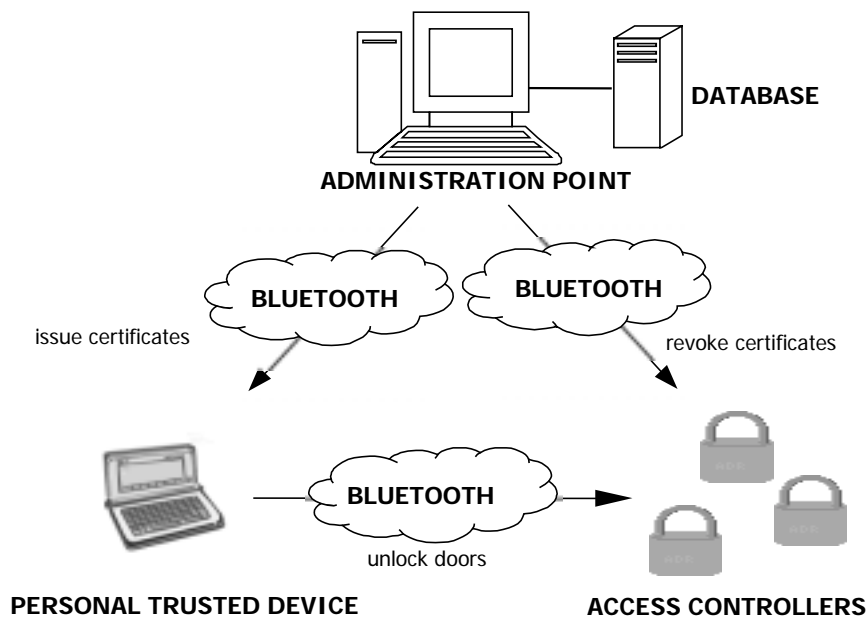 DATABASE
ADMINISTRATION POINT
BLUETOOTH
BLUETOOTH
issue certificates
revoke certificates
BLUETOOTH
unlock doors
PERSONAL TRUSTED DEVICE
ACCESS CONTROLLERS